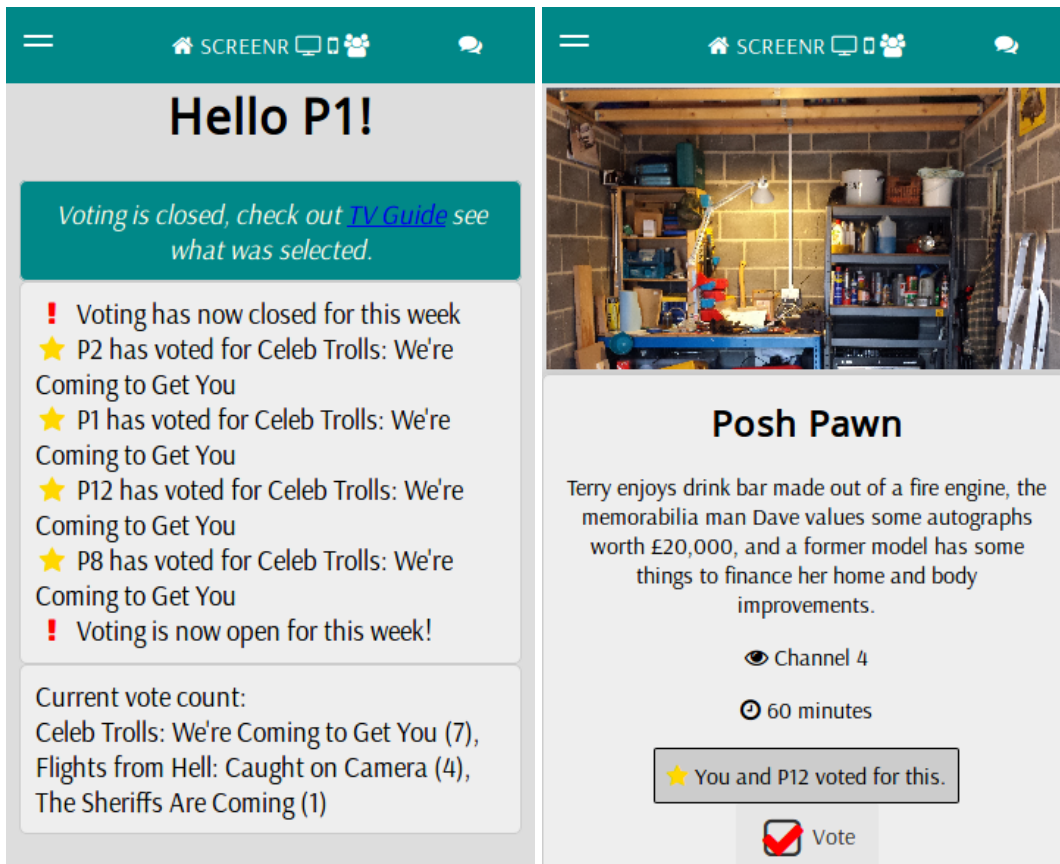 SCREENR
Hello P1!
Voting is closed, check out TV Guide see
what was selected.
Voting has now closed for this week
P2 has voted for Celeb Trolls: We're
Coming to Get You
P1 has voted for Celeb Trolls: We're
Coming to Get You
P12 has voted for Celeb Trolls: We're
Coming to Get You
P8 has voted for Celeb Trolls: We're
Coming to Get You
Voting is now open for this week!
Current vote count:
Celeb Trolls: We're Coming to Get You (7),
Flights from Hell: Caught on Camera (4),
The Sheriffs Are Coming (1)
SCREENR
Posh Pawn
Terry enjoys drink bar made out of a fire engine, the
memorabilia man Dave values some autographs
worth £20,000, and a former model has some
things to finance her home and body
improvements.
Channel 4
60 minutes
You and P12 voted for this.
Vote